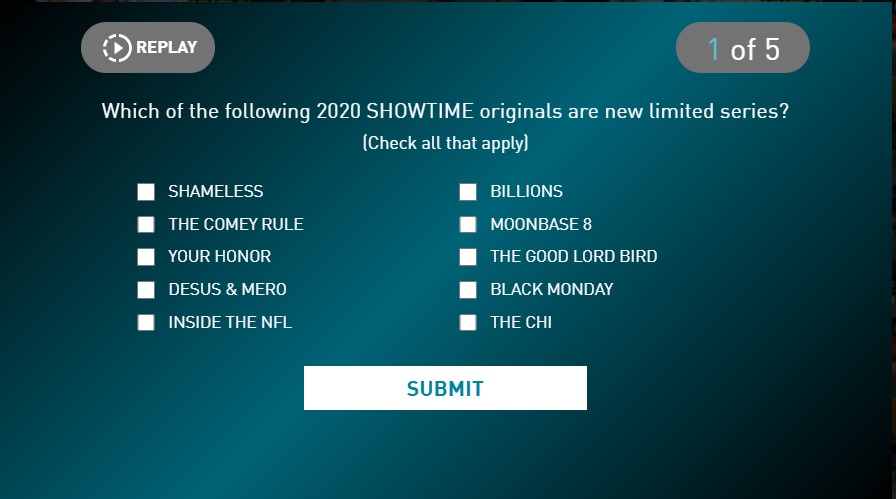 REPLAY
1 of 5
Which of the following 2020 SHOWTIME originals are new limited series?
(Check all that apply)
SHAMELESS
THE COMEY RULE
YOUR HONOR
DESUS & MERO
INSIDE THE NFL
BILLIONS
MOONBASE 8
THE GOOD LORD BIRD
BLACK MONDAY
THE CHI
SUBMIT